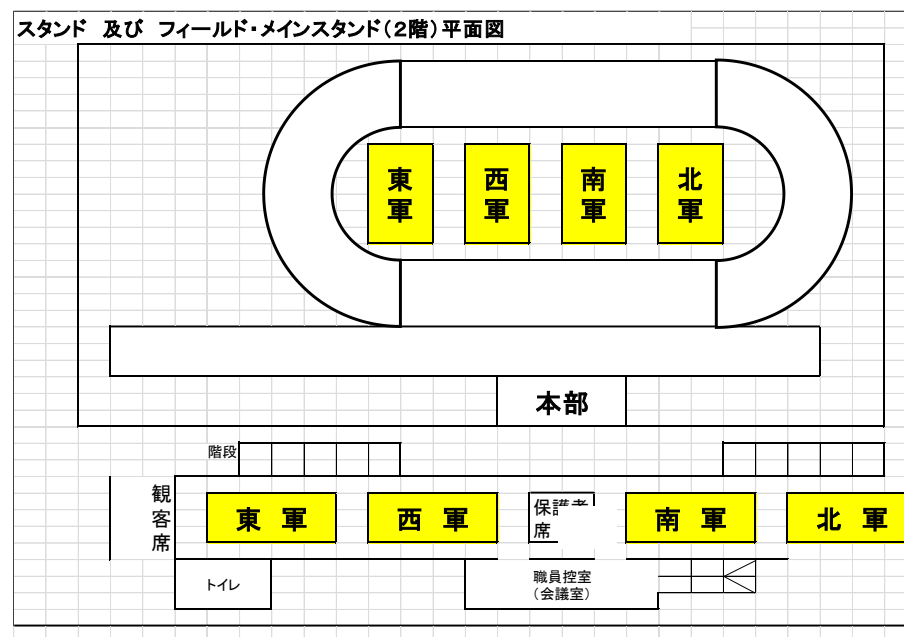 スタンド 及び フィールド・メインスタンド(2階)平面図
東軍
西軍
南軍
北軍
本部
階段
観客席
東 軍
西 軍
保護者
席
南 軍
北 軍
トイレ
職員控室
(会議室)